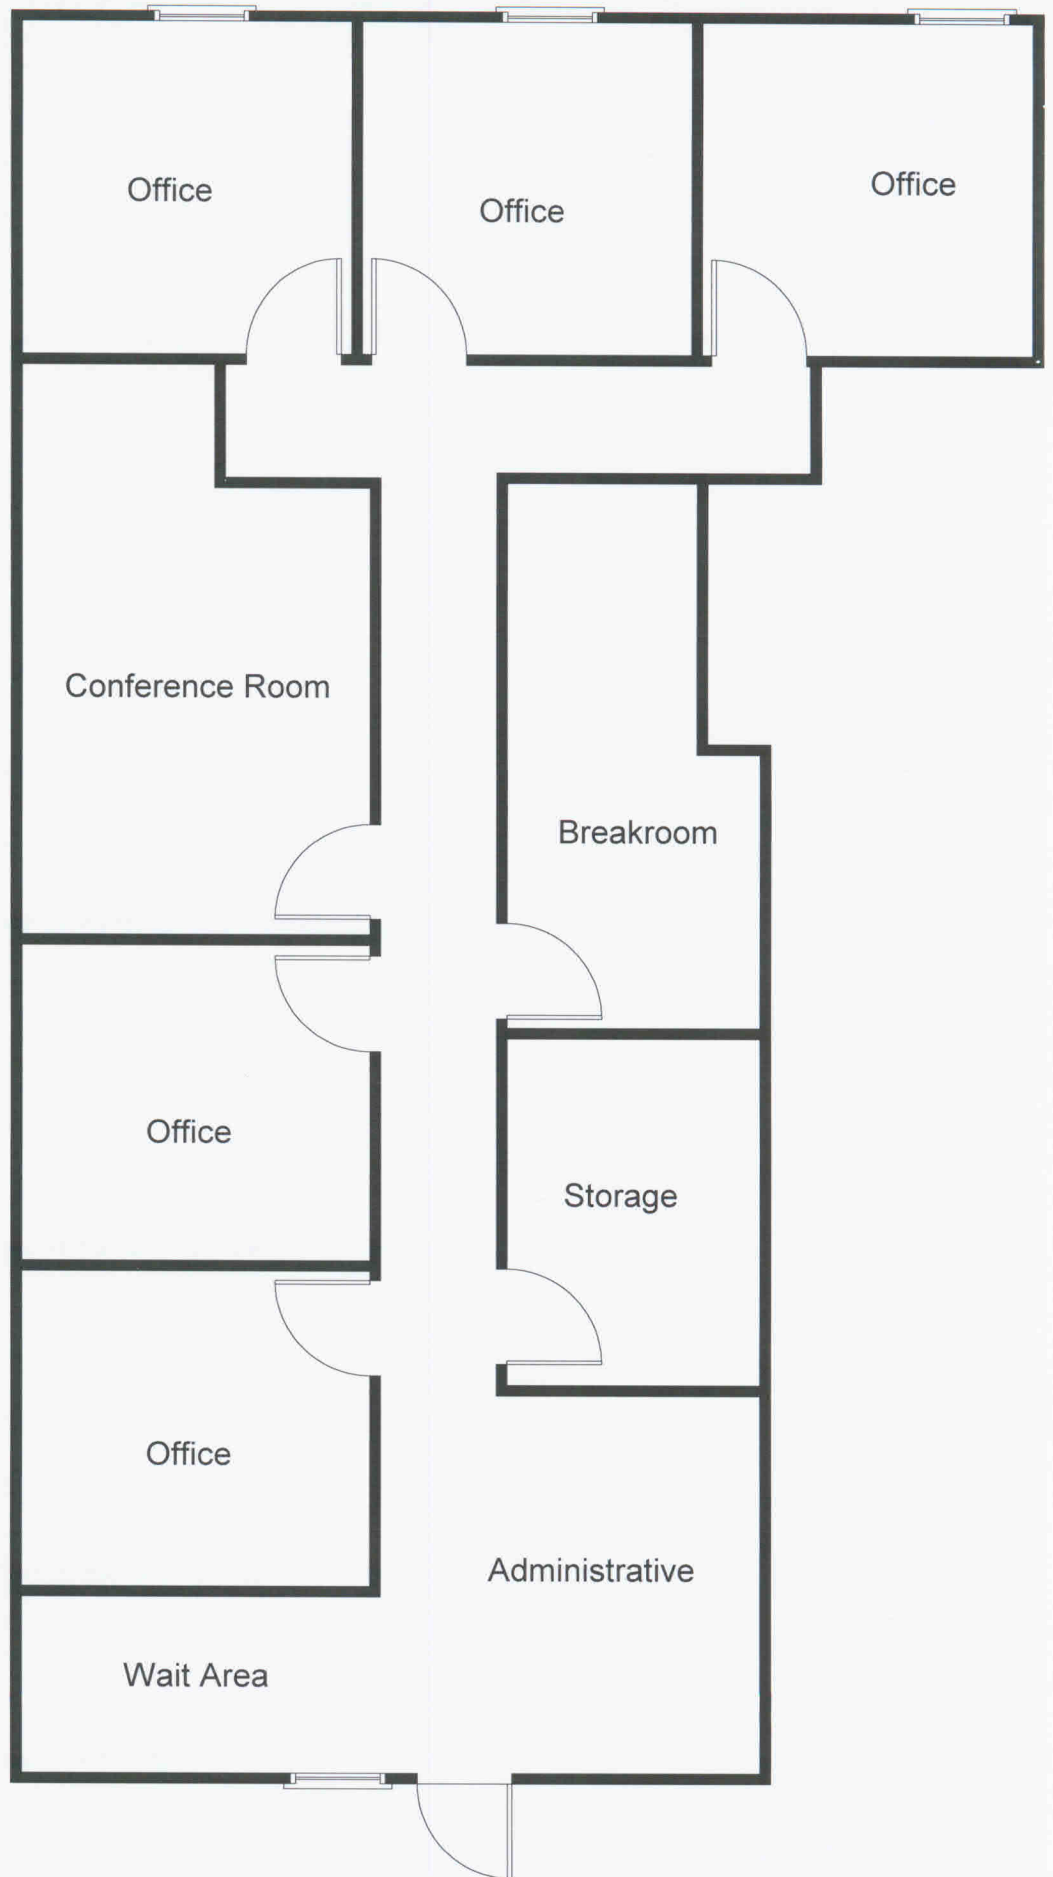 Office
Office
Office
Conference Room
Breakroom
Office
Storage
Office
Administrative
Wait Area